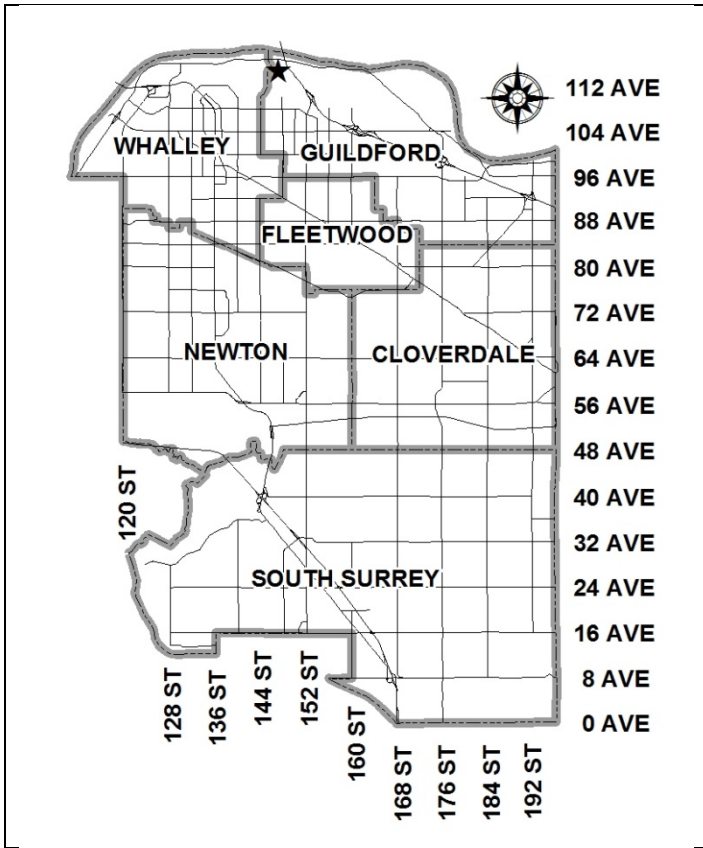 112 AVE
104 AVE
WHALLEY
GUILDFORD
96 AVE
88 AVE
FLEETWOOD
80 AVE
72 AVE
NEWTON
CLOVERDALE
64 AVE
56 AVE
48 AVE
120 ST
40 AVE
32 AVE
SOUTH SURREY
24 AVE
16 AVE
8 AVE
0 AVE
128 ST
136 ST
144 ST
152 ST
160 ST
168 ST
176 ST
184 ST
192 ST